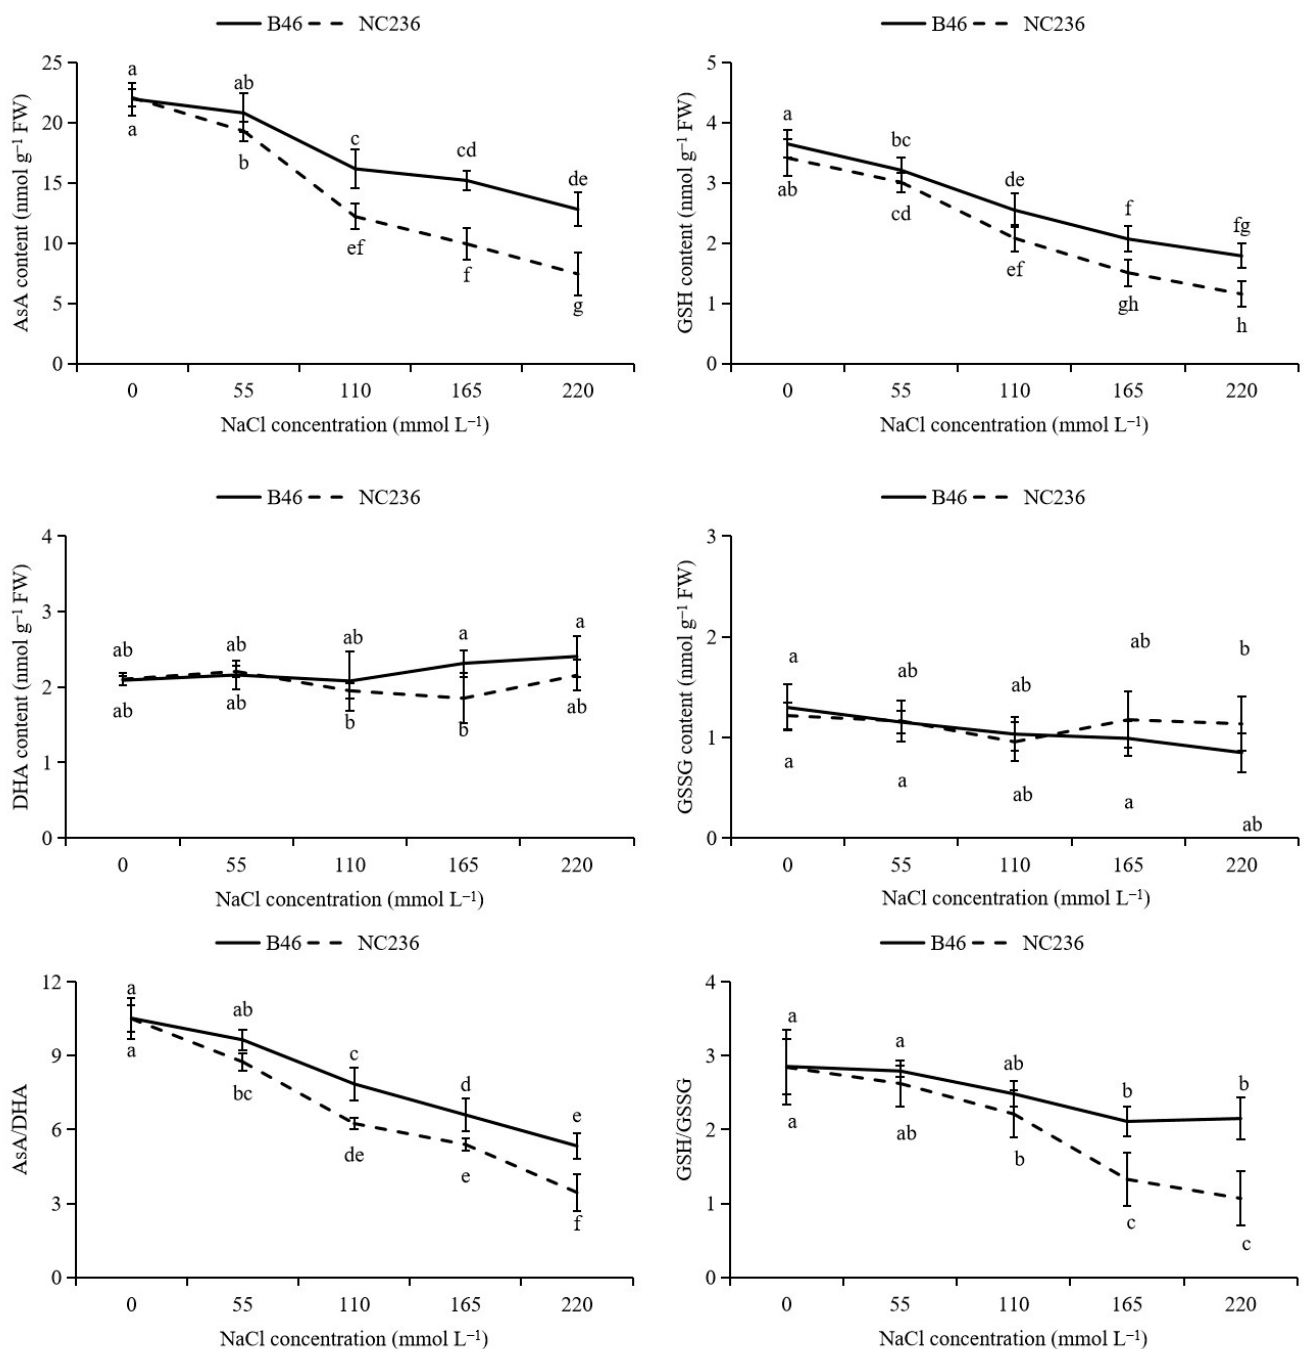 B46 NC236
25
20
15
10
5
0
AsA content (nmol g⁻¹ FW)
a
a
ab
b
c
ef
cd
f
de
g
0 55 110 165 220
NaCl concentration (mmol L⁻¹)
B46 NC236
5
4
3
2
1
0
GSH content (nmol g⁻¹ FW)
a
ab
bc
cd
de
ef
f
gh
fg
h
0 55 110 165 220
NaCl concentration (mmol L⁻¹)
B46 NC236
4
3
2
1
0
DHA content (nmol g⁻¹ FW)
ab
ab
ab
ab
ab
b
a
b
a
ab
0 55 110 165 220
NaCl concentration (mmol L⁻¹)
B46 NC236
3
2
1
0
GSSG content (nmol g⁻¹ FW)
a
a
ab
a
ab
ab
ab
a
b
ab
0 55 110 165 220
NaCl concentration (mmol L⁻¹)
B46 NC236
12
9
6
3
0
AsA/DHA
a
a
ab
bc
c
de
d
e
e
f
0 55 110 165 220
NaCl concentration (mmol L⁻¹)
B46 NC236
4
3
2
1
0
GSH/GSSG
a
a
a
ab
ab
b
b
c
b
c
0 55 110 165 220
NaCl concentration (mmol L⁻¹)